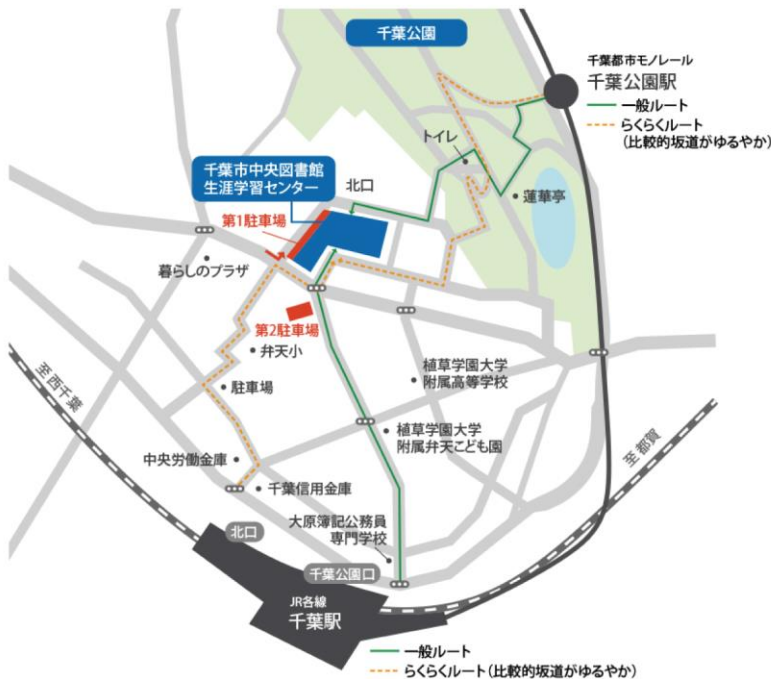 千葉公園
千葉都市モノレール
千葉公園駅
一般ルート
らくらくルート
(比較的坂道がゆるやか)
トイレ
千葉市中央図書館
生涯学習センター
北口
蓮華亭
第1駐車場
暮らしのプラザ
第2駐車場
弁天小
植草学園大学
附属高等学校
至西千葉
駐車場
植草学園大学
附属弁天こども園
至都賀
中央労働金庫
千葉信用金庫
大原簿記公務員
専門学校
北口
千葉公園口
JR各線
千葉駅
一般ルート
らくらくルート(比較的坂道がゆるやか)